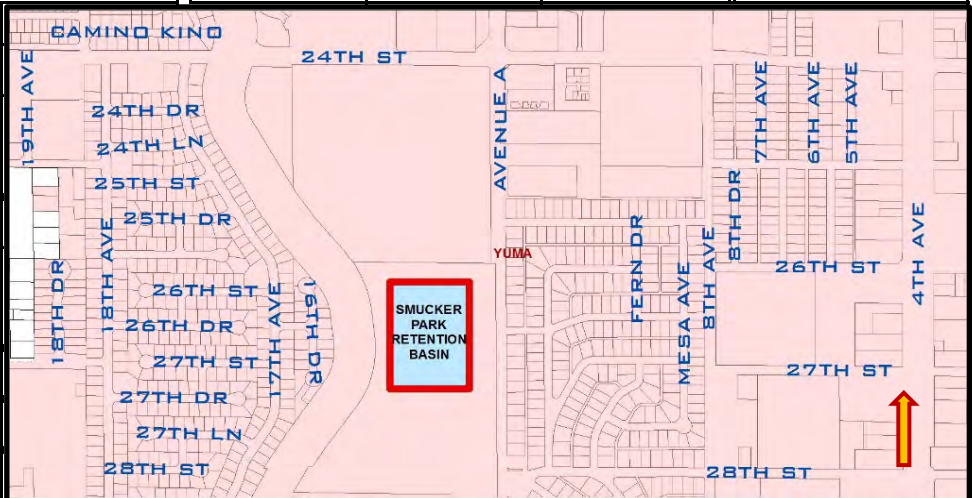 CAMINO KINO
24TH ST
19TH AVE
AVENUE A
7TH AVE
6TH AVE
5TH AVE
24TH DR
24TH LN
25TH ST
25TH DR
18TH AVE
18TH DR
26TH ST
26TH DR
27TH ST
27TH DR
27TH LN
28TH ST
17TH AVE
16TH DR
YUMA
SMUCKER
PARK
RETENTION
BASIN
FERN DR
MESA AVE
8TH AVE
8TH DR
26TH ST
4TH AVE
27TH ST
28TH ST